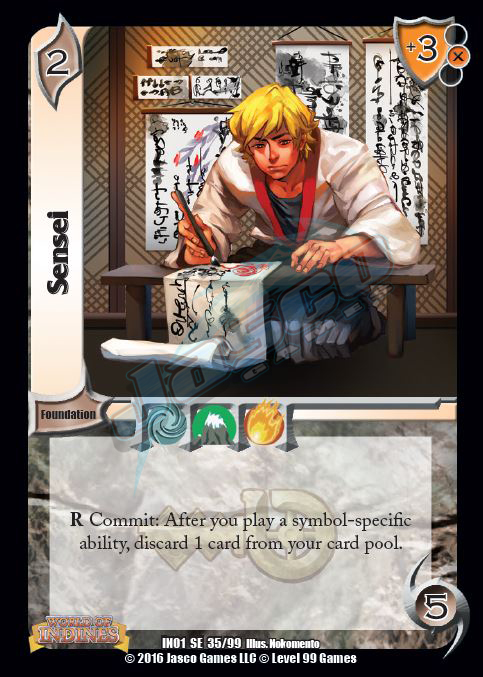 2
+3
Sensei
Foundation
R Commit: After you play a symbol-specific
ability, discard 1 card from your card pool.
5
WORLD OF
INDINES
IN01 SE 35/99 Illus. Nokomento
© 2016 Jasco Games LLC © Level 99 Games